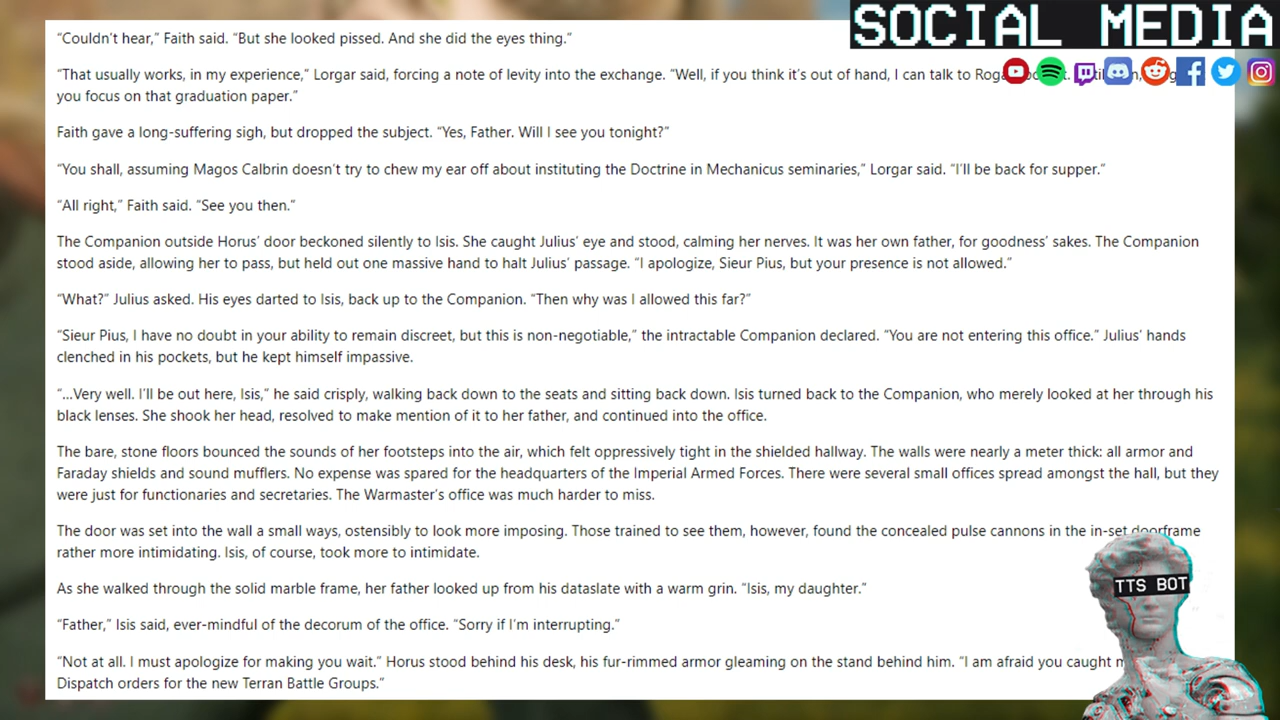 SOCIAL MEDIA
“Couldn’t hear,” Faith said. “But she looked pissed. And she did the eyes thing.”
“That usually works, in my experience,” Lorgar said, forcing a note of levity into the exchange. “Well, if you think it’s out of hand, I can talk to
you focus on that graduation paper.”
Faith gave a long-suffering sigh, but dropped the subject. “Yes, Father. Will I see you tonight?”
“You shall, assuming Magos Calbrin doesn’t try to chew my ear off about instituting the Doctrine in Mechanicus seminaries,” Lorgar said. “I’ll be back for supper.”
“All right,” Faith said. “See you then.”
The Companion outside Horus’ door beckoned silently to Isis. She caught Julius’ eye and stood, calming her nerves. It was her own father, for goodness’ sakes. The Companion
stood aside, allowing her to pass, but held out one massive hand to halt Julius’ passage. “I apologize, Sieur Pius, but your presence is not allowed.”
“What?” Julius asked. His eyes darted to Isis, back up to the Companion. “Then why was I allowed this far?”
“Sieur Pius, I have no doubt in your ability to remain discreet, but this is non-negotiable,” the intractable Companion declared. “You are not entering this office.” Julius’ hands
clenched in his pockets, but he kept himself impassive.
“…Very well. I’ll be out here, Isis,” he said crisply, walking back down to the seats and sitting back down. Isis turned back to the Companion, who merely looked at her through his
black lenses. She shook her head, resolved to make mention of it to her father, and continued into the office.
The bare, stone floors bounced the sounds of her footsteps into the air, which felt oppressively tight in the shielded hallway. The walls were nearly a meter thick: all armor and
Faraday shields and sound mufflers. No expense was spared for the headquarters of the Imperial Armed Forces. There were several small offices spread amongst the hall, but they
were just for functionaries and secretaries. The Warmaster’s office was much harder to miss.
The door was set into the wall a small ways, ostensibly to look more imposing. Those trained to see them, however, found the concealed pulse cannons in the in-set doorframe
rather more intimidating. Isis, of course, took more to intimidate.
As she walked through the solid marble frame, her father looked up from his dataslate with a warm grin. “Isis, my daughter.”
“Father,” Isis said, ever-mindful of the decorum of the office. “Sorry if I’m interrupting.”
“Not at all. I must apologize for making you wait.” Horus stood behind his desk, his fur-rimmed armor gleaming on the stand behind him. “I am afraid you caught
Dispatch orders for the new Terran Battle Groups.”
TTS BOT